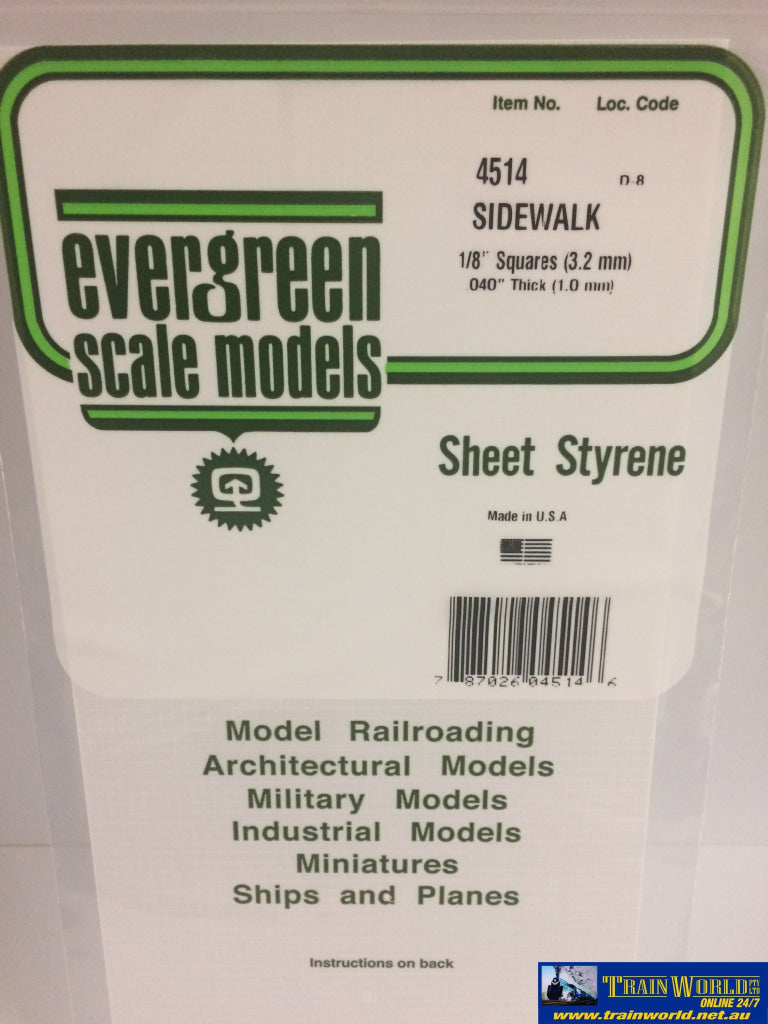 Item No. Loc. Code
4514 D-8
SIDEWALK
1/8" Squares (3.2 mm)
.040" Thick (1.0 mm)
evergreen
scale models
Sheet Styrene
Made in U.S.A
7 87026 04514 6
Model Railroading
Architectural Models
Military Models
Industrial Models
Miniatures
Ships and Planes
Instructions on back
TRAIN WORLD PTY LTD
ONLINE 24/7
www.trainworld.net.au